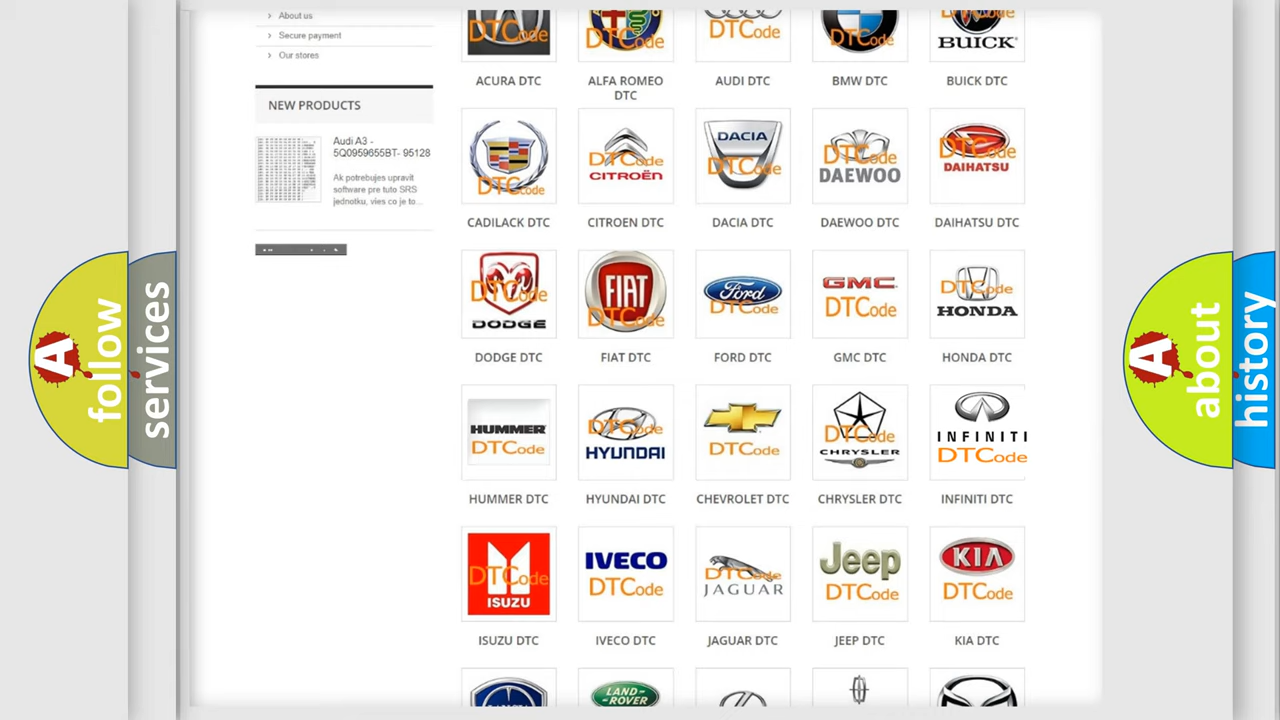 About us
Secure payment
Our stores
NEW PRODUCTS
Audi A3 -
5Q0959655BT- 95128
Ak potrebujes upravit
software pre tuto SRS
jednotku, vies co je to...
DTCode
DTCode
DTCode
DTCode
BUICK
ACURA DTC
ALFA ROMEO
DTC
AUDI DTC
BMW DTC
BUICK DTC
DTCode
DTCode
CITROËN
DACIA
DTCode
DTCode
DAEWOO
DTCode
DAIHATSU
CADILACK DTC
CITROEN DTC
DACIA DTC
DAEWOO DTC
DAIHATSU DTC
DTCode
DODGE
FIAT
DTCode
Ford
DTCode
GMC
DTCode
DTCode
HONDA
DODGE DTC
FIAT DTC
FORD DTC
GMC DTC
HONDA DTC
HUMMER
DTCode
DTCode
HYUNDAI
DTCode
DTCode
CHRYSLER
INFINITI
DTCode
HUMMER DTC
HYUNDAI DTC
CHEVROLET DTC
CHRYSLER DTC
INFINITI DTC
DTCode
ISUZU
IVECO
DTCode
DTCode
JAGUAR
Jeep
DTCode
KIA
DTCode
ISUZU DTC
IVECO DTC
JAGUAR DTC
JEEP DTC
KIA DTC
LAND-
ROVER
A
follow
services
A
about
history